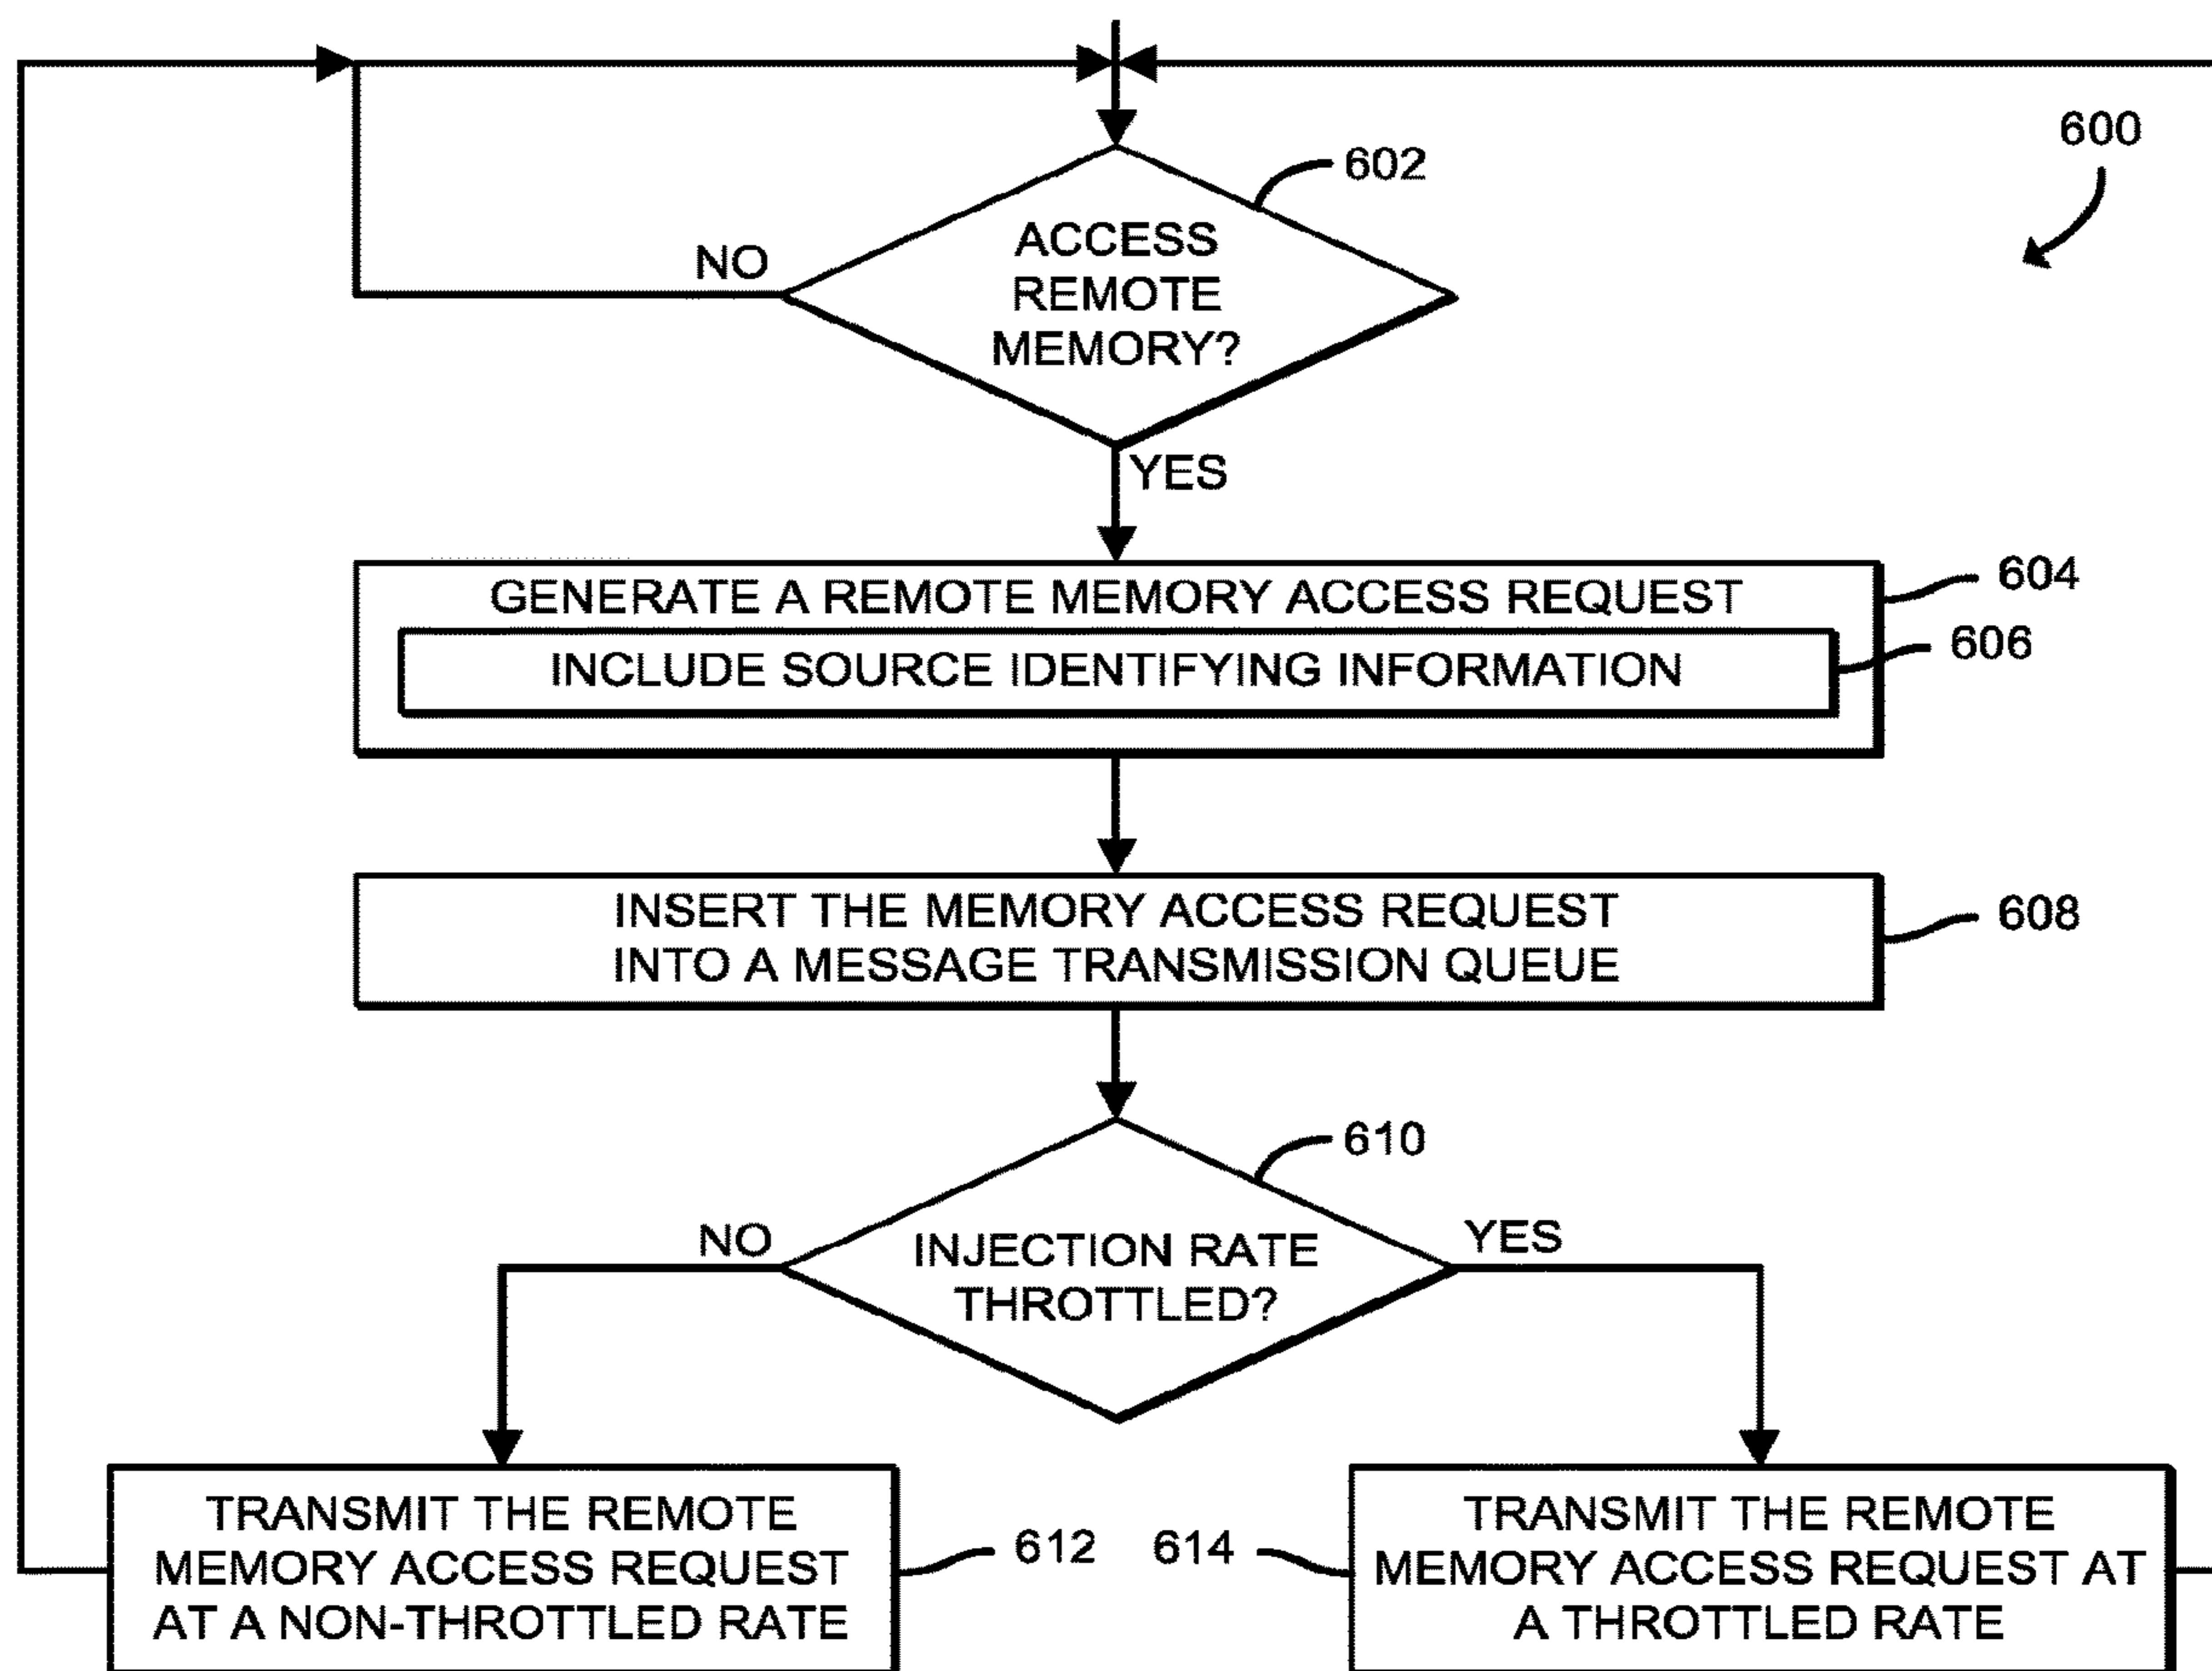 600
602
ACCESS
REMOTE
MEMORY?
NO
YES
GENERATE A REMOTE MEMORY ACCESS REQUEST
604
INCLUDE SOURCE IDENTIFYING INFORMATION
606
INSERT THE MEMORY ACCESS REQUEST
INTO A MESSAGE TRANSMISSION QUEUE
608
610
NO
INJECTION RATE
THROTTLED?
YES
TRANSMIT THE REMOTE
MEMORY ACCESS REQUEST
AT A NON-THROTTLED RATE
612
614
TRANSMIT THE REMOTE
MEMORY ACCESS REQUEST AT
A THROTTLED RATE